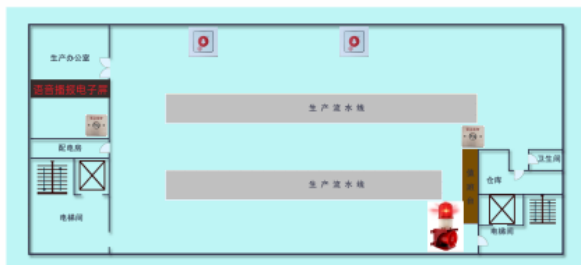 生产办公室
语音播报电子屏
生产流水线
配电房
卫生间
仓库
生产流水线
电梯间
电梯间